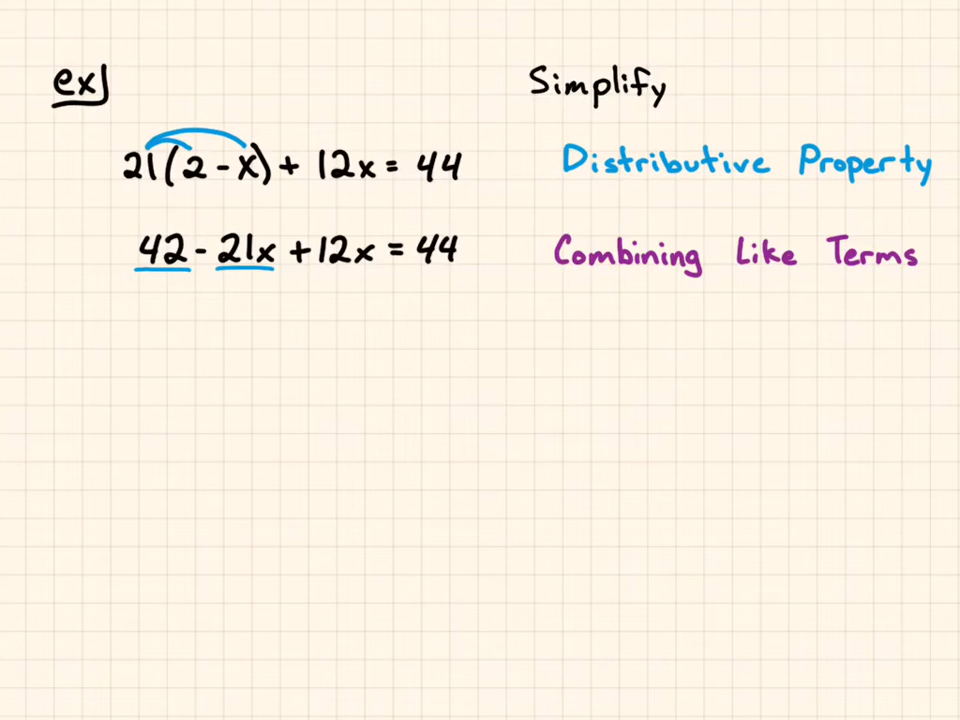 ex)
Simplify
21(2 - x) + 12x = 44
Distributive Property
42 - 21x + 12x = 44
Combining Like Terms